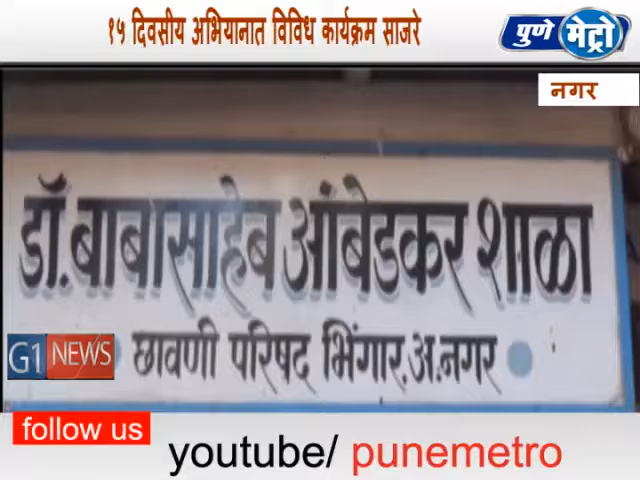 १५ दिवसीय अभियानात विविध कार्यक्रम साजरे
पुणे मेट्रो
नगर
डॉ.बाबासाहेब आंबेडकर शाळा
छावणी परिषद भिंगार.अ.नगर
G1 NEWS
follow us
youtube/ punemetro